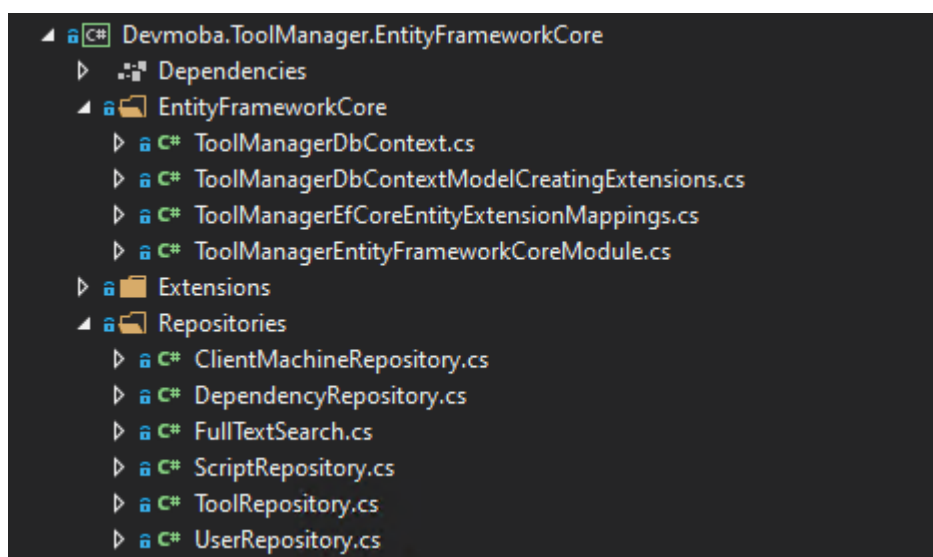 C# Devmoba.ToolManager.EntityFrameworkCore
Dependencies
EntityFrameworkCore
C# ToolManagerDbContext.cs
C# ToolManagerDbContextModelCreatingExtensions.cs
C# ToolManagerEfCoreEntityExtensionMappings.cs
C# ToolManagerEntityFrameworkCoreModule.cs
Extensions
Repositories
C# ClientMachineRepository.cs
C# DependencyRepository.cs
C# FullTextSearch.cs
C# ScriptRepository.cs
C# ToolRepository.cs
C# UserRepository.cs